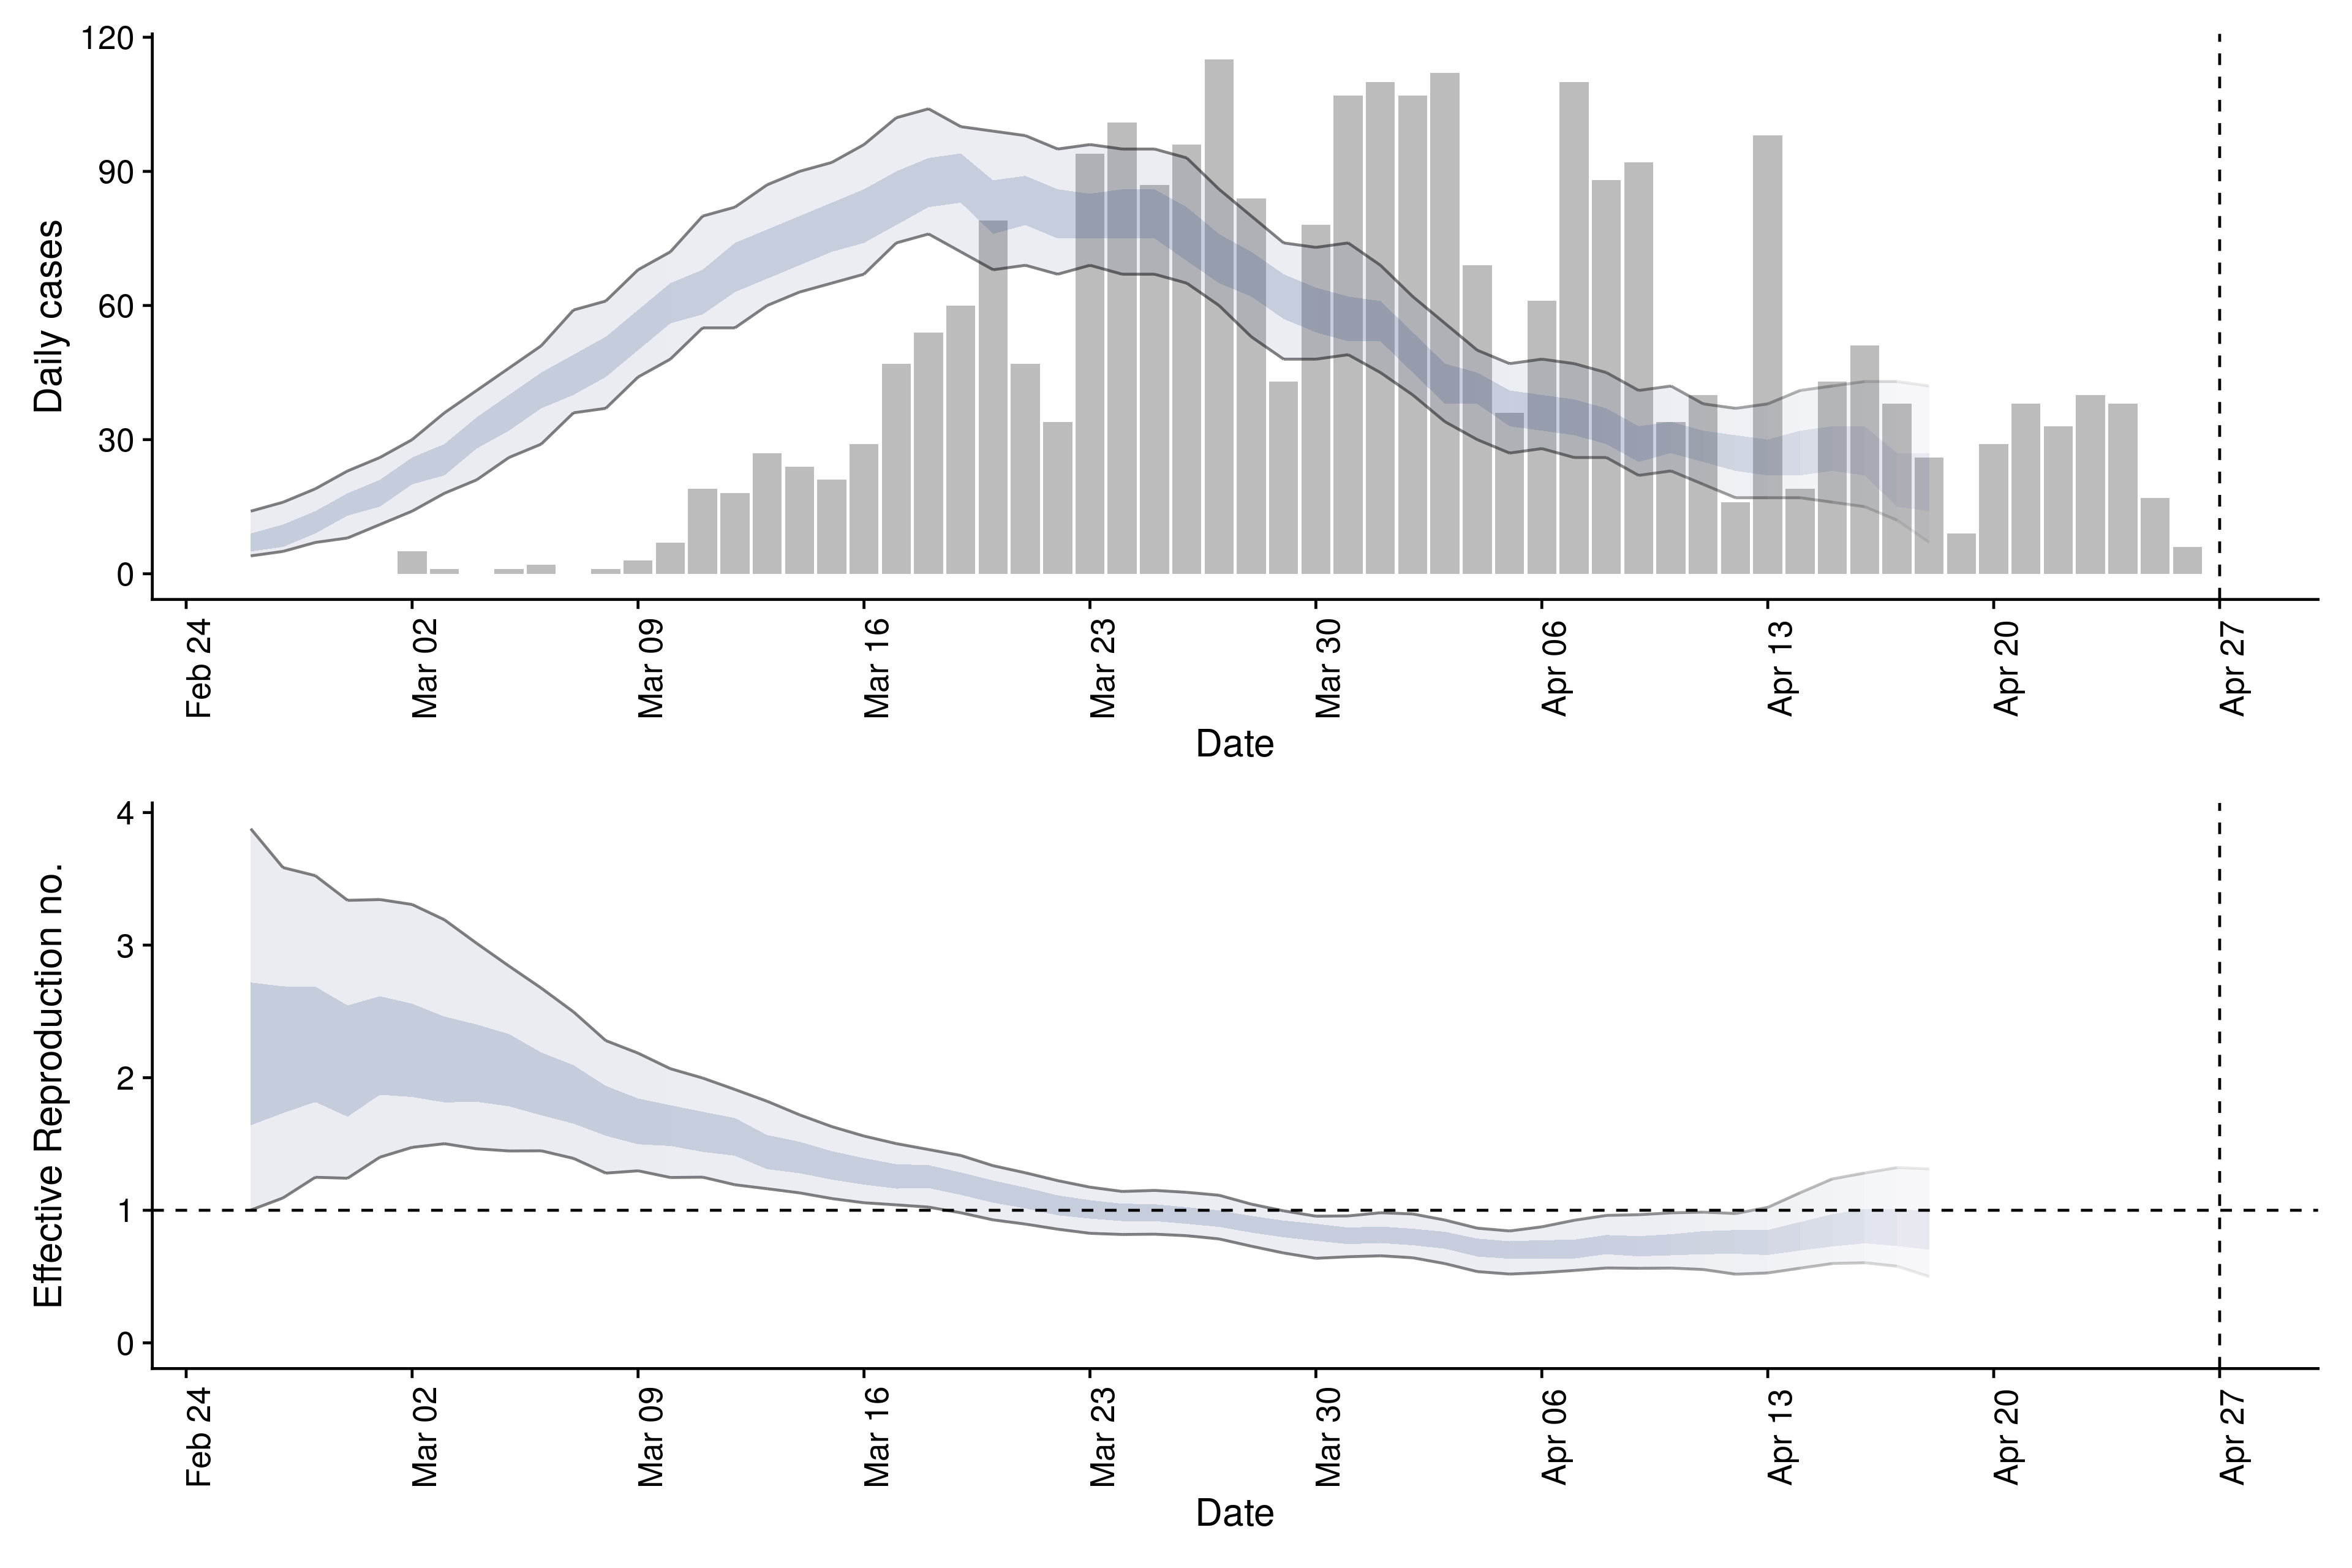 Daily cases
120
90
60
30
0
Feb 24
Mar 02
Mar 09
Mar 16
Mar 23
Mar 30
Apr 06
Apr 13
Apr 20
Apr 27
Date
Effective Reproduction no.
4
3
2
1
0
Feb 24
Mar 02
Mar 09
Mar 16
Mar 23
Mar 30
Apr 06
Apr 13
Apr 20
Apr 27
Date